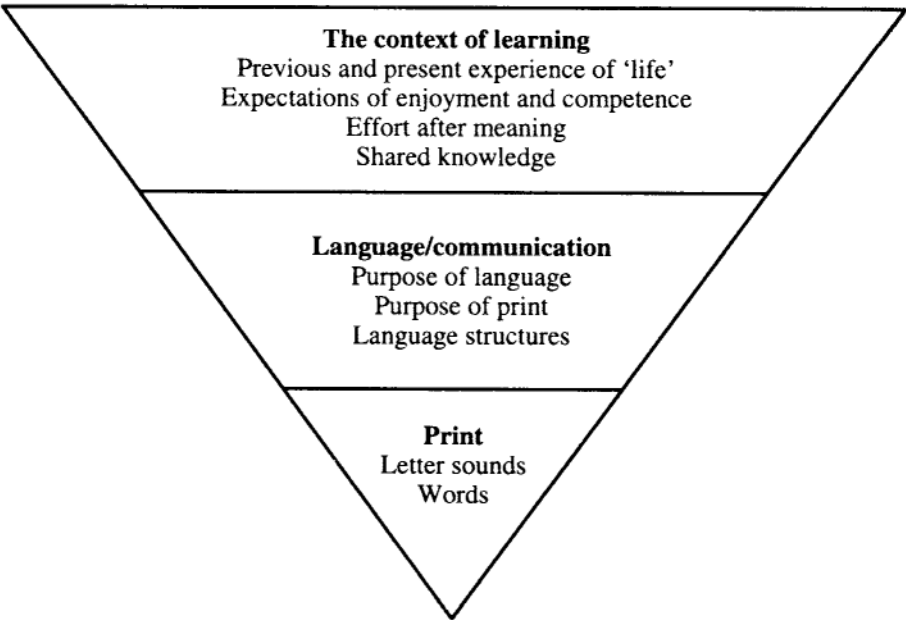 The context of learning
Previous and present experience of ‘life’
Expectations of enjoyment and competence
Effort after meaning
Shared knowledge
Language/communication
Purpose of language
Purpose of print
Language structures
Print
Letter sounds
Words